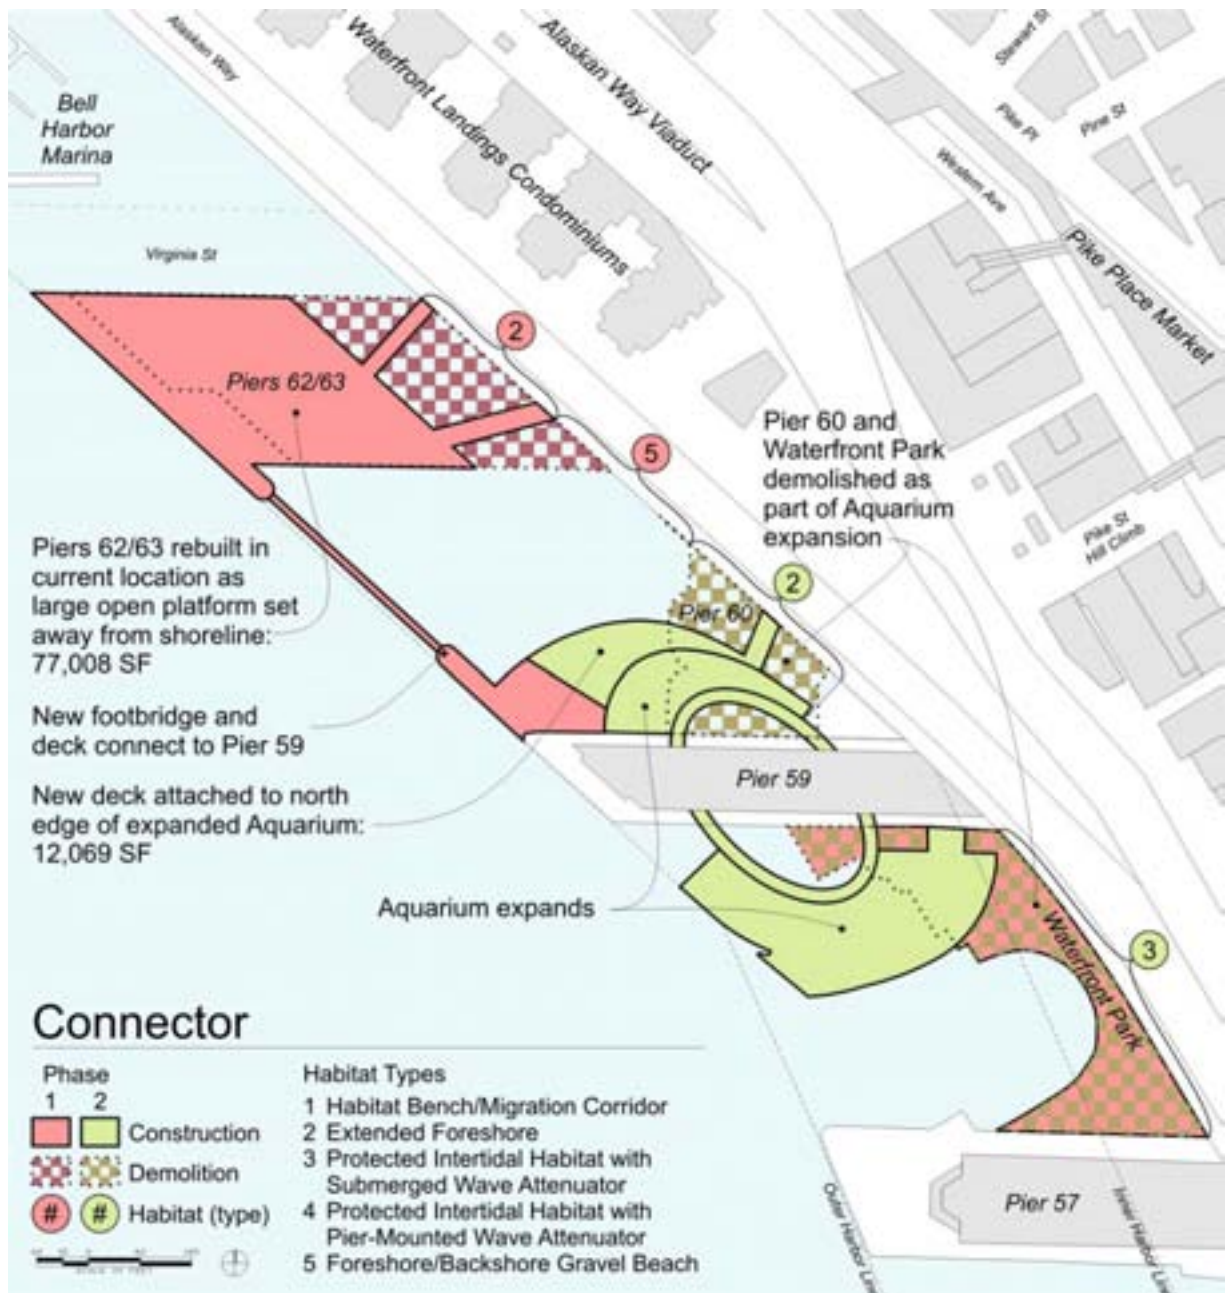 Alaskan Way
Waterfront Landings Condominiums
Alaskan Way Viaduct
Stewart St
Pike Pl
Pine St
Western Ave
Pike Place Market
Bell
Harbor
Marina
Virginia St
Piers 62/63
2
5
Pier 60 and
Waterfront Park
demolished as
part of Aquarium
expansion
Pike St
Hill Climb
2
Pier 60
Piers 62/63 rebuilt in
current location as
large open platform set
away from shoreline:
77,008 SF
New footbridge and
deck connect to Pier 59
Pier 59
New deck attached to north
edge of expanded Aquarium:
12,069 SF
Aquarium expands
Waterfront Park
3
Connector
Phase
1 2
Construction
Demolition
# # Habitat (type)
Habitat Types
1 Habitat Bench/Migration Corridor
2 Extended Foreshore
3 Protected Intertidal Habitat with
Submerged Wave Attenuator
4 Protected Intertidal Habitat with
Pier-Mounted Wave Attenuator
5 Foreshore/Backshore Gravel Beach
Pier 57
Outer Harbor Line
Inner Harbor Line